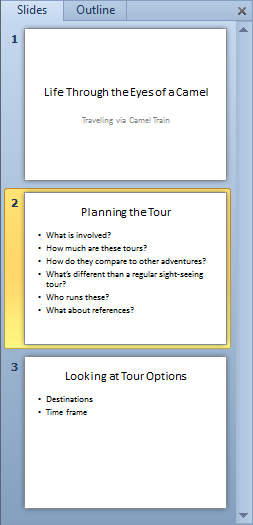 Slides Outline
1
Life Through the Eyes of a Camel
Traveling via Camel Train
2
Planning the Tour
• What is involved?
• How much are these tours?
• How do they compare to other adventures?
• What's different than a regular sight-seeing
tour?
• Who runs these?
• What about references?
3
Looking at Tour Options
• Destinations
• Time frame